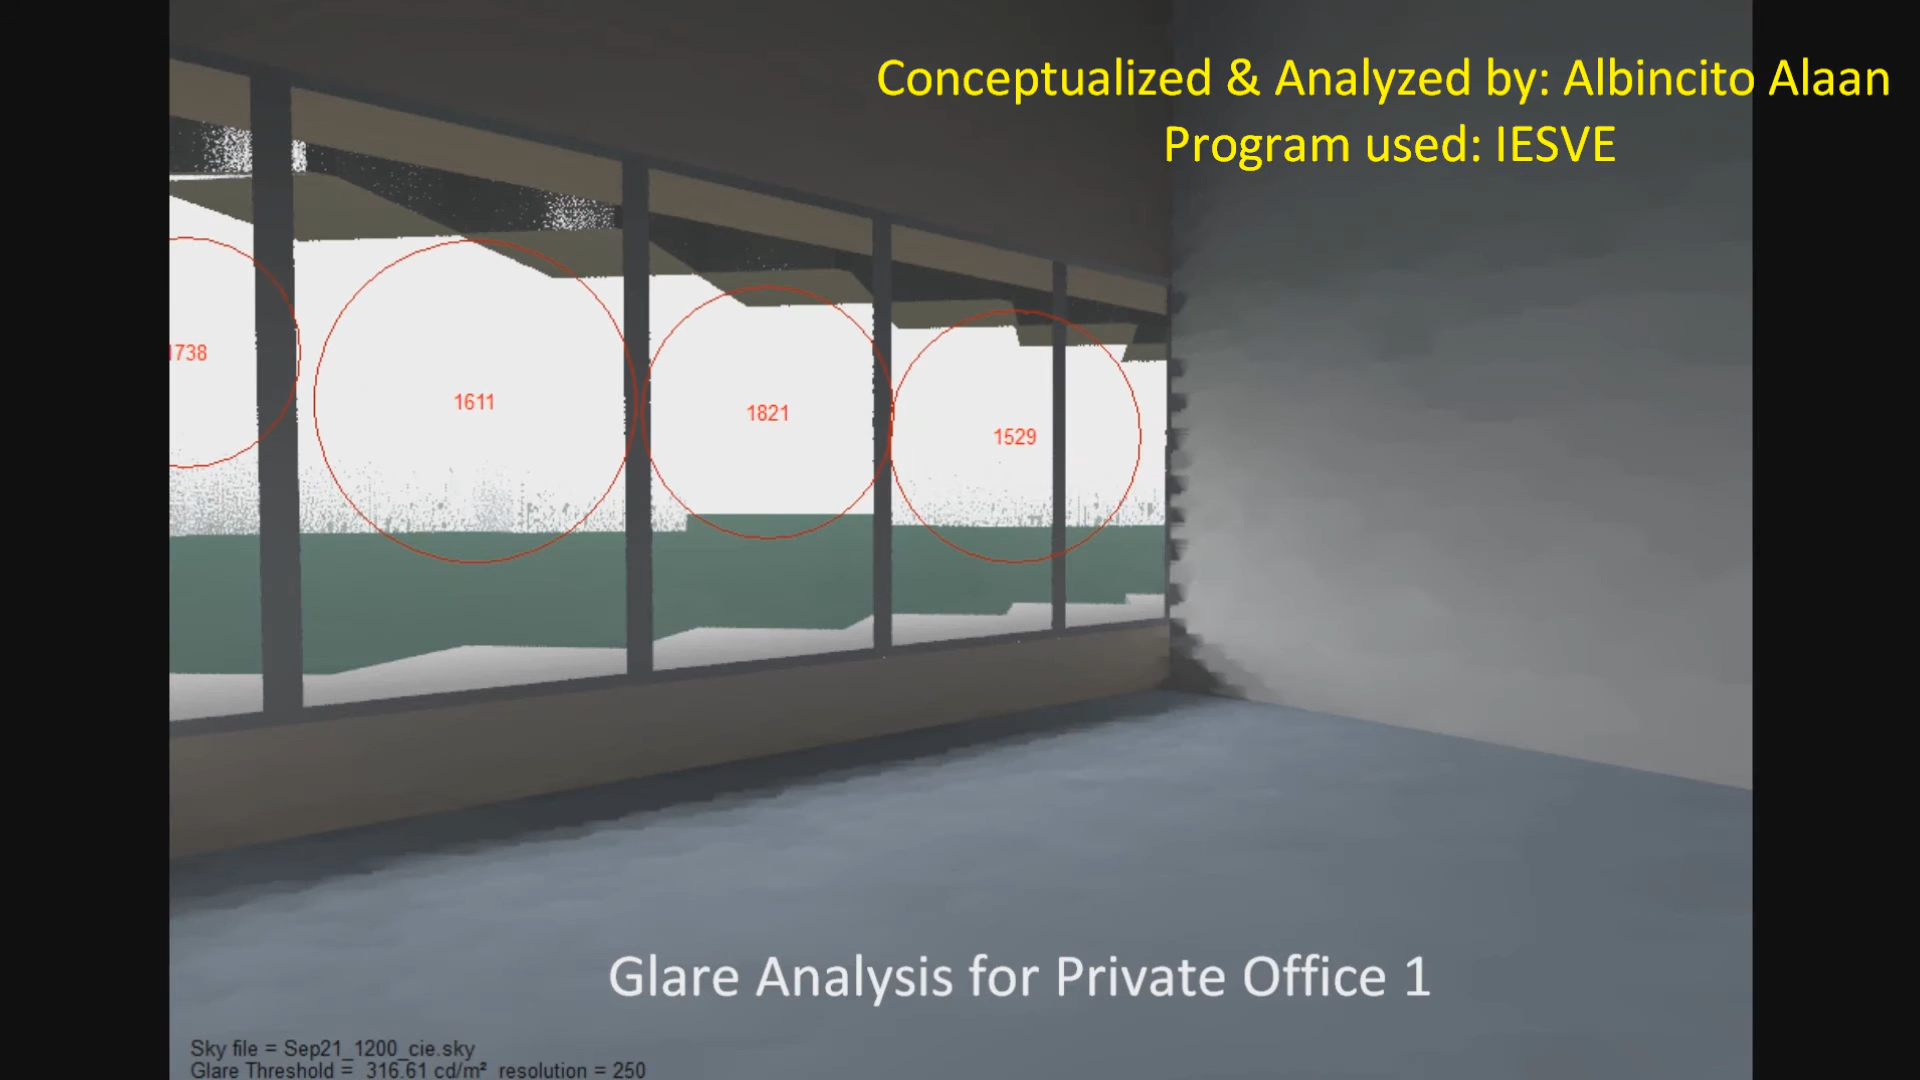 Conceptualized & Analyzed by: Albincito Alaan
Program used: IESVE
1738
1611
1821
1529
Glare Analysis for Private Office 1
Sky file = Sep21_1200_cie.sky
Glare Threshold = 316.61 cd/m² resolution = 250